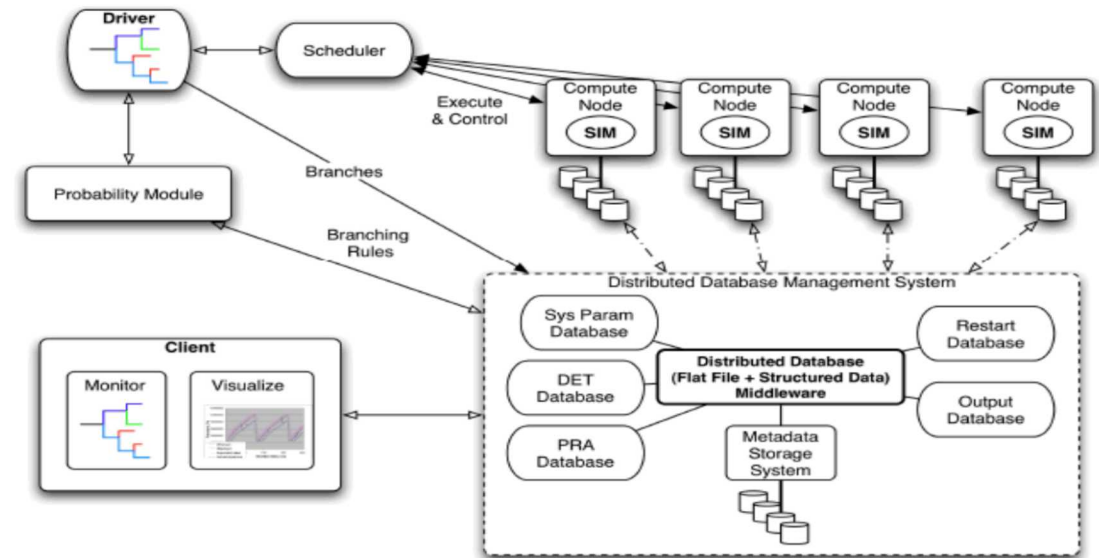 Driver
Scheduler
Execute
& Control
Compute
Node
SIM
Compute
Node
SIM
Compute
Node
SIM
Compute
Node
SIM
Probability Module
Branches
Branching
Rules
Distributed Database Management System
Sys Param
Database
DET
Database
PRA
Database
Distributed Database
(Flat File + Structured Data)
Middleware
Restart
Database
Output
Database
Metadata
Storage
System
Client
Monitor
Visualize